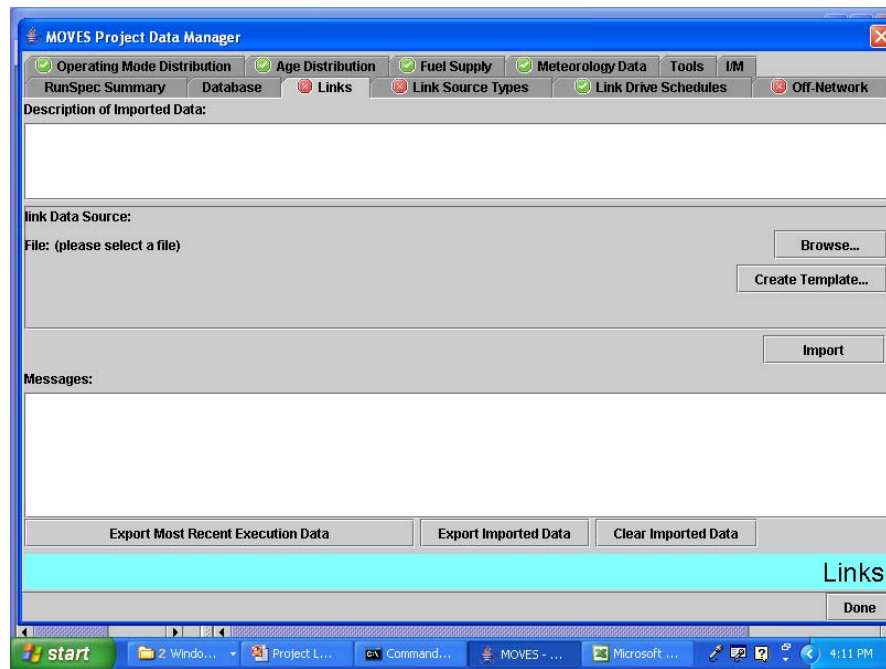 MOVES Project Data Manager
Operating Mode Distribution Age Distribution Fuel Supply Meteorology Data Tools I/M
RunSpec Summary Database Links Link Source Types Link Drive Schedules Off-Network
Description of Imported Data:
link Data Source:
File: (please select a file)
Browse...
Create Template...
Import
Messages:
Export Most Recent Execution Data Export Imported Data Clear Imported Data
Links
Done
start 2 Windo... Project L... Command... MOVES - ... Microsoft ... 4:11 PM